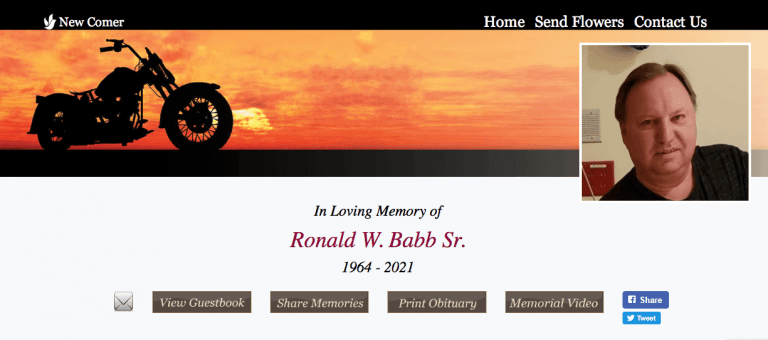 New Comer
Home Send Flowers Contact Us
In Loving Memory of
Ronald W. Babb Sr.
1964 - 2021
View Guestbook Share Memories Print Obituary Memorial Video Share
Tweet